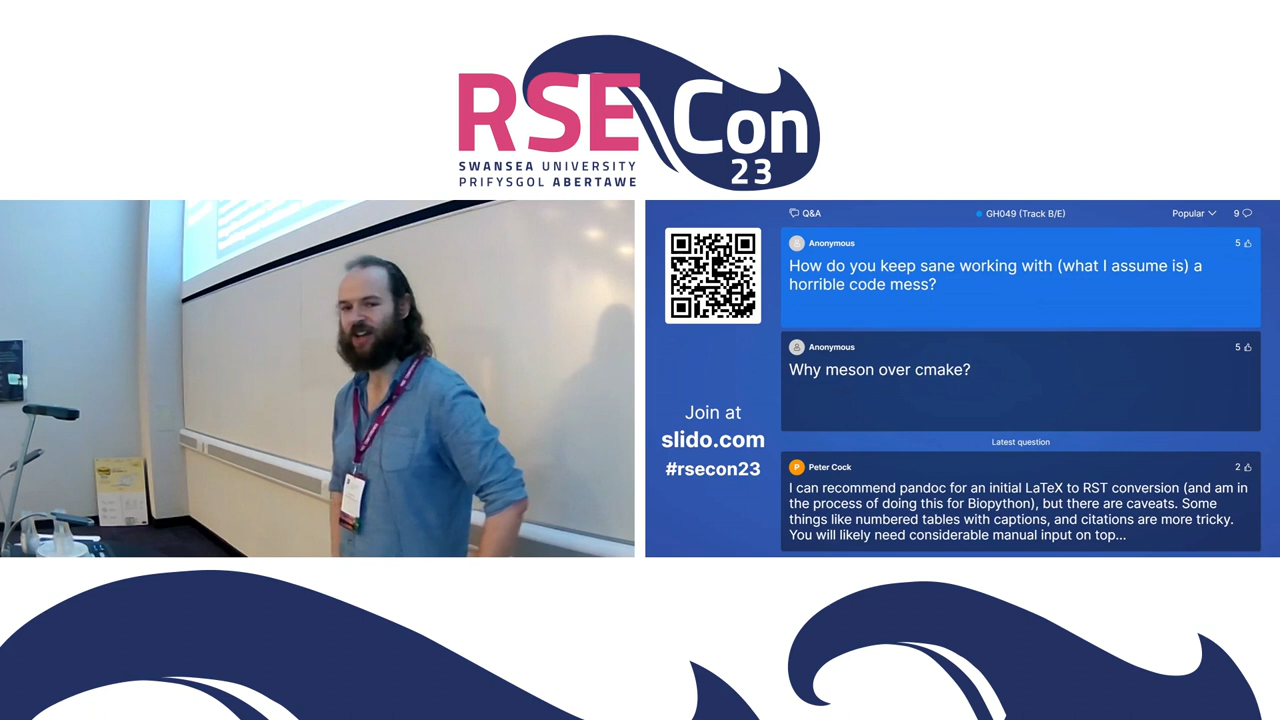 RSE Con
23
SWANSEA UNIVERSITY
PRIFYSGOL ABERTAWE
Q&A
GH049 (Track B/E)
Popular
9
Anonymous
5
How do you keep sane working with (what I assume is) a
horrible code mess?
Anonymous
5
Why meson over cmake?
Join at
slido.com
#rsecon23
Latest question
P
Peter Cock
2
I can recommend pandoc for an initial LaTeX to RST conversion (and am in
the process of doing this for Biopython), but there are caveats. Some
things like numbered tables with captions, and citations are more tricky.
You will likely need considerable manual input on top...